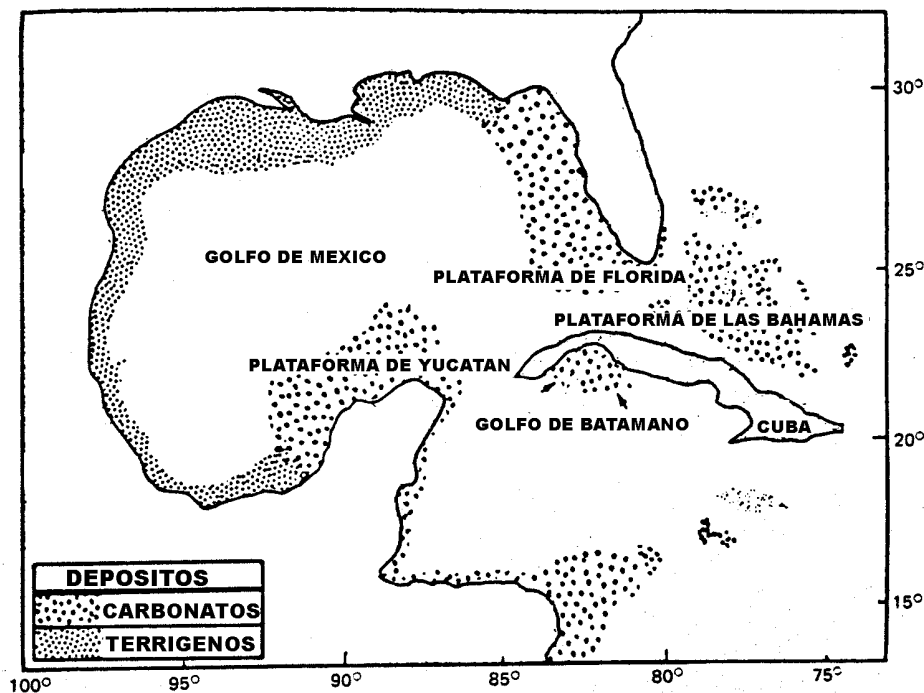 30°
GOLFO DE MEXICO
25°
PLATAFORMA DE FLORIDA
PLATAFORMA DE LAS BAHAMAS
PLATAFORMA DE YUCATAN
GOLFO DE BATAMANO
CUBA
20°
DEPOSITOS
CARBONATOS
TERRIGENOS
15°
100° 95° 90° 85° 80° 75°